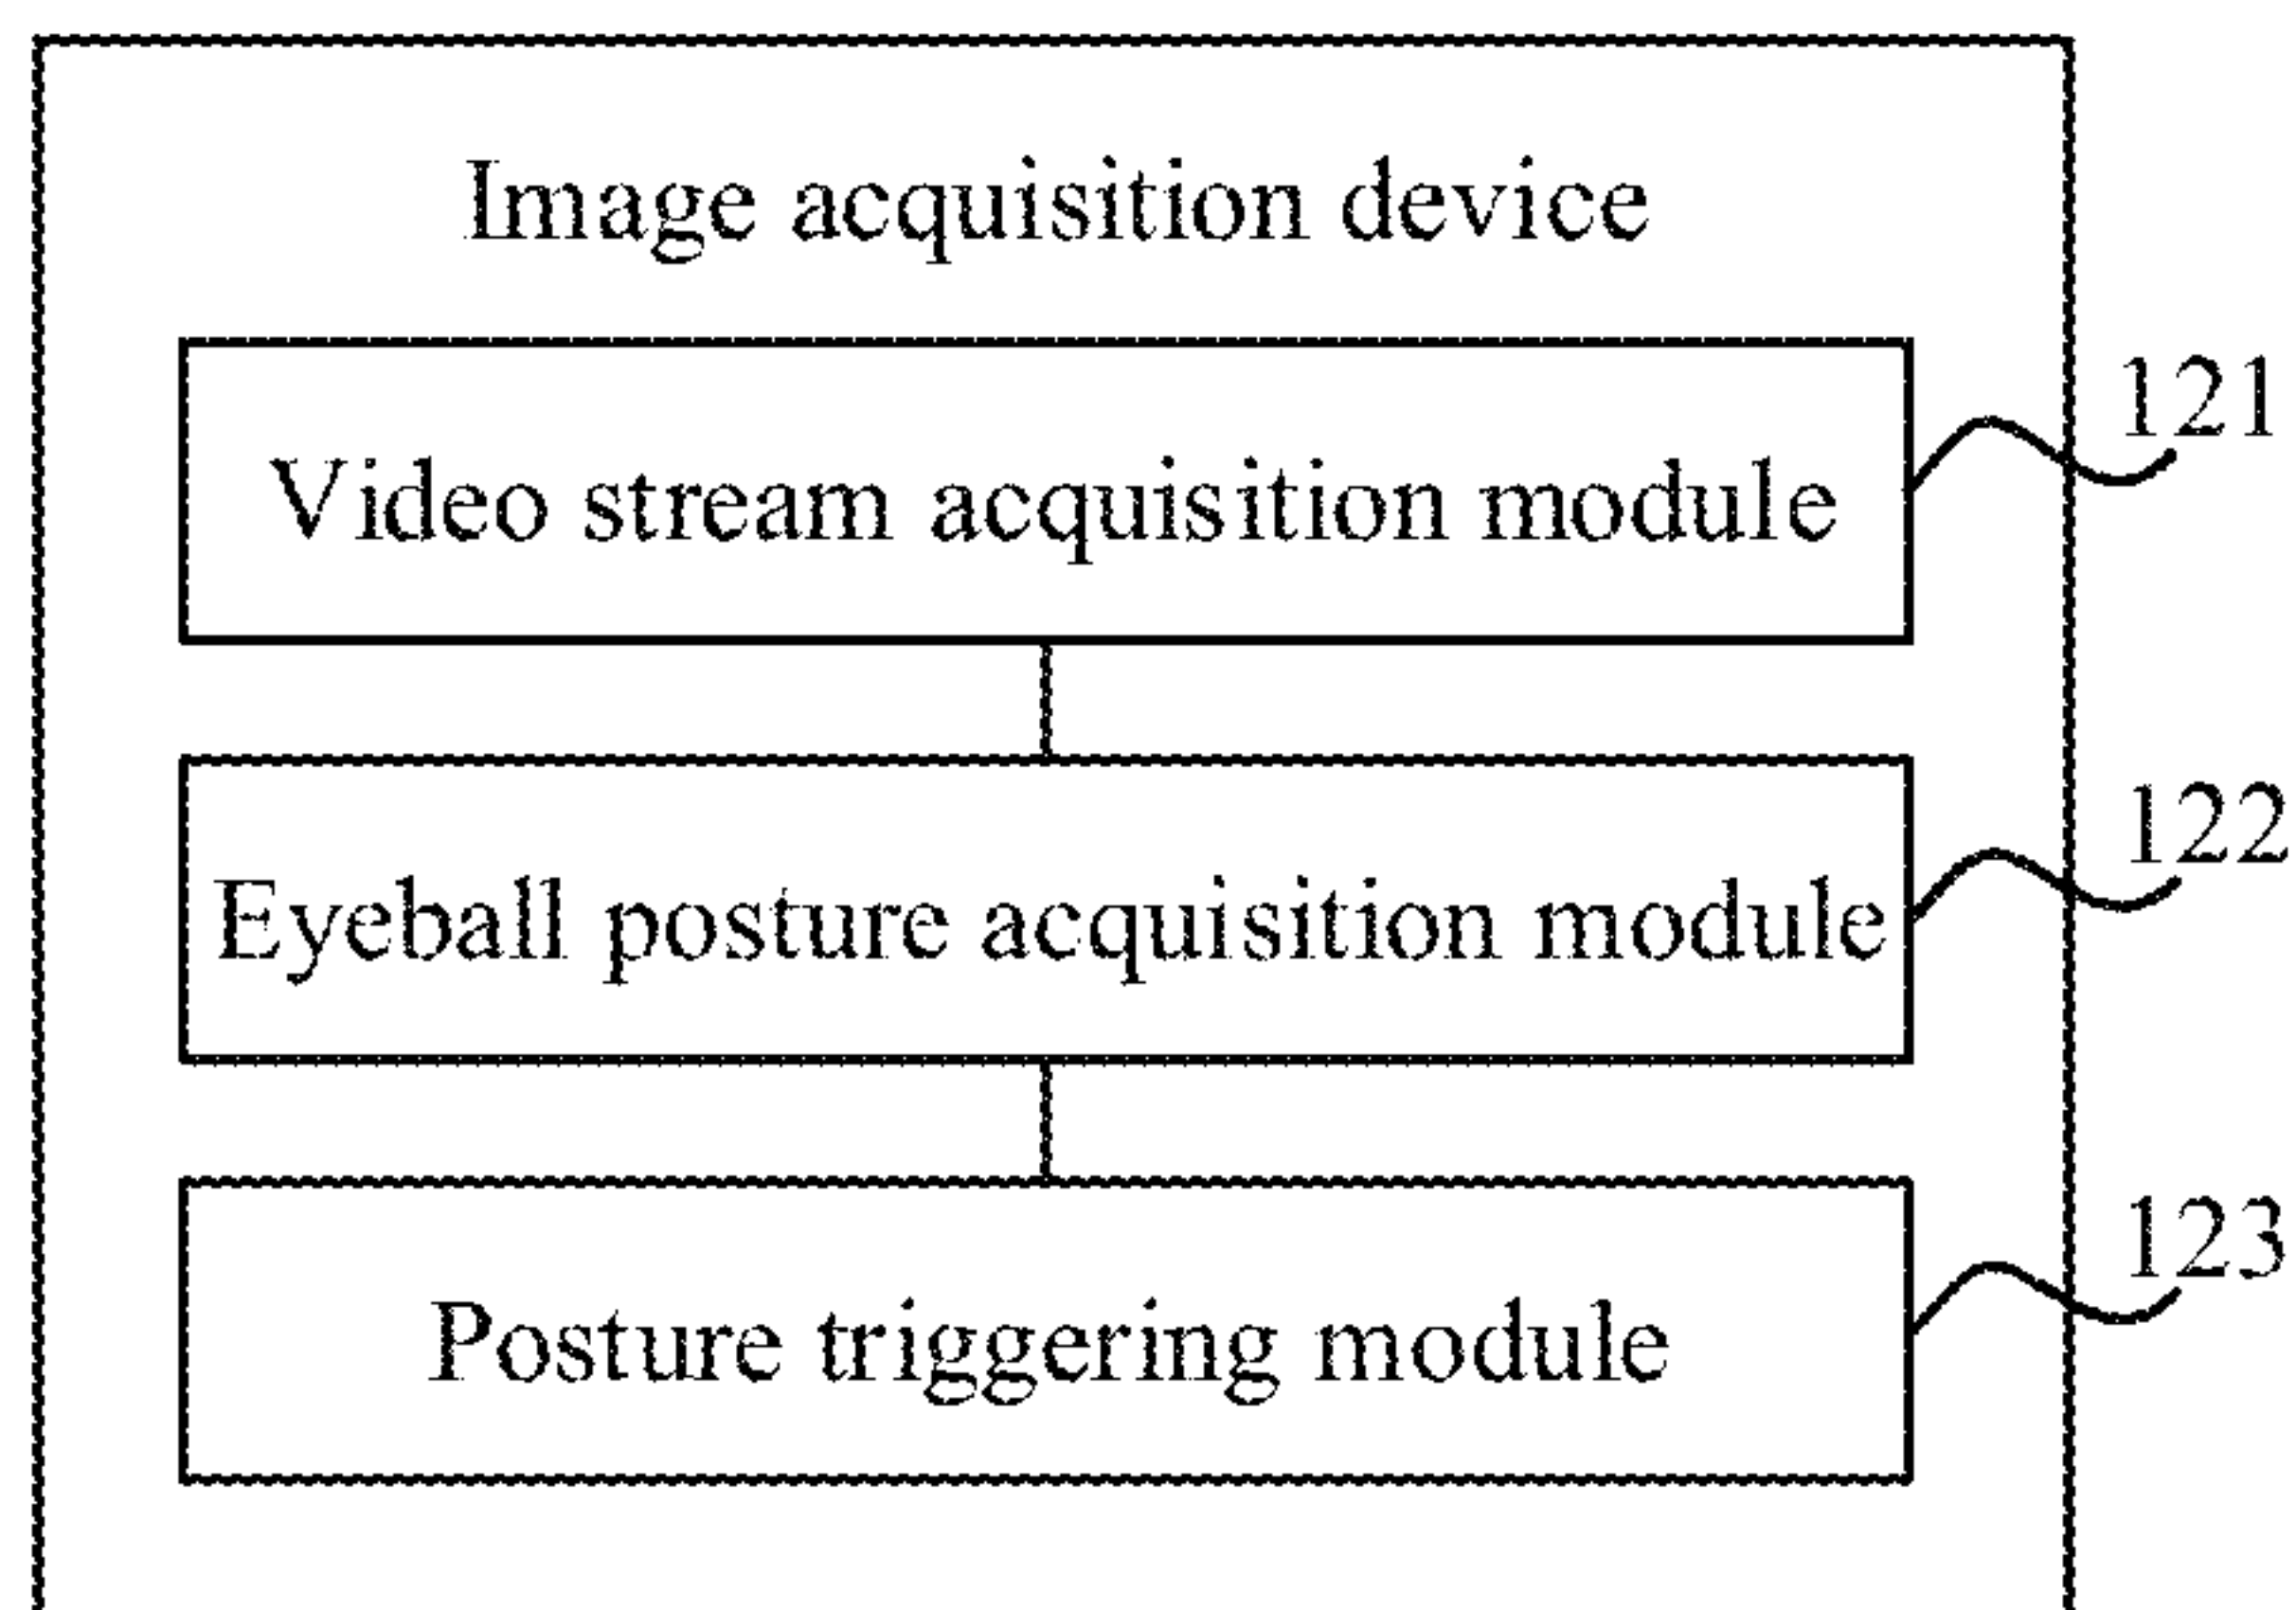 Image acquisition device
121
Video stream acquisition module
122
Eyeball posture acquisition module
123
Posture triggering module